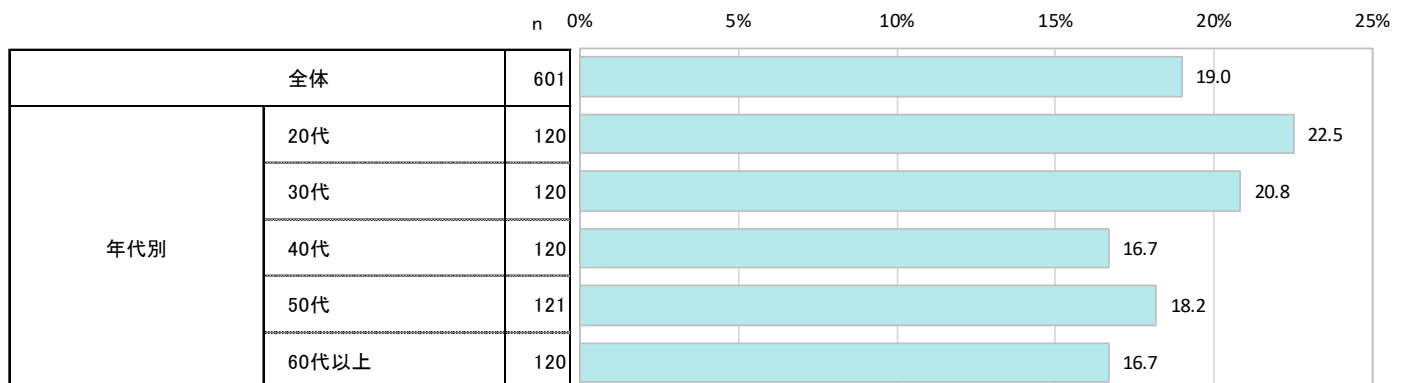 n 0% 5% 10% 15% 20% 25%
全体 601 19.0
20代 120 22.5
30代 120 20.8
年代別 40代 120 16.7
50代 121 18.2
60代以上 120 16.7